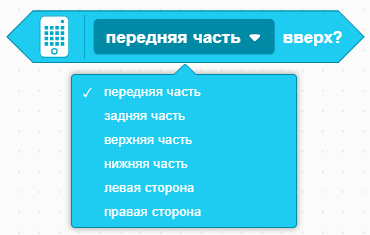 передняя часть вверх?
передняя часть
задняя часть
верхняя часть
нижняя часть
левая сторона
правая сторона